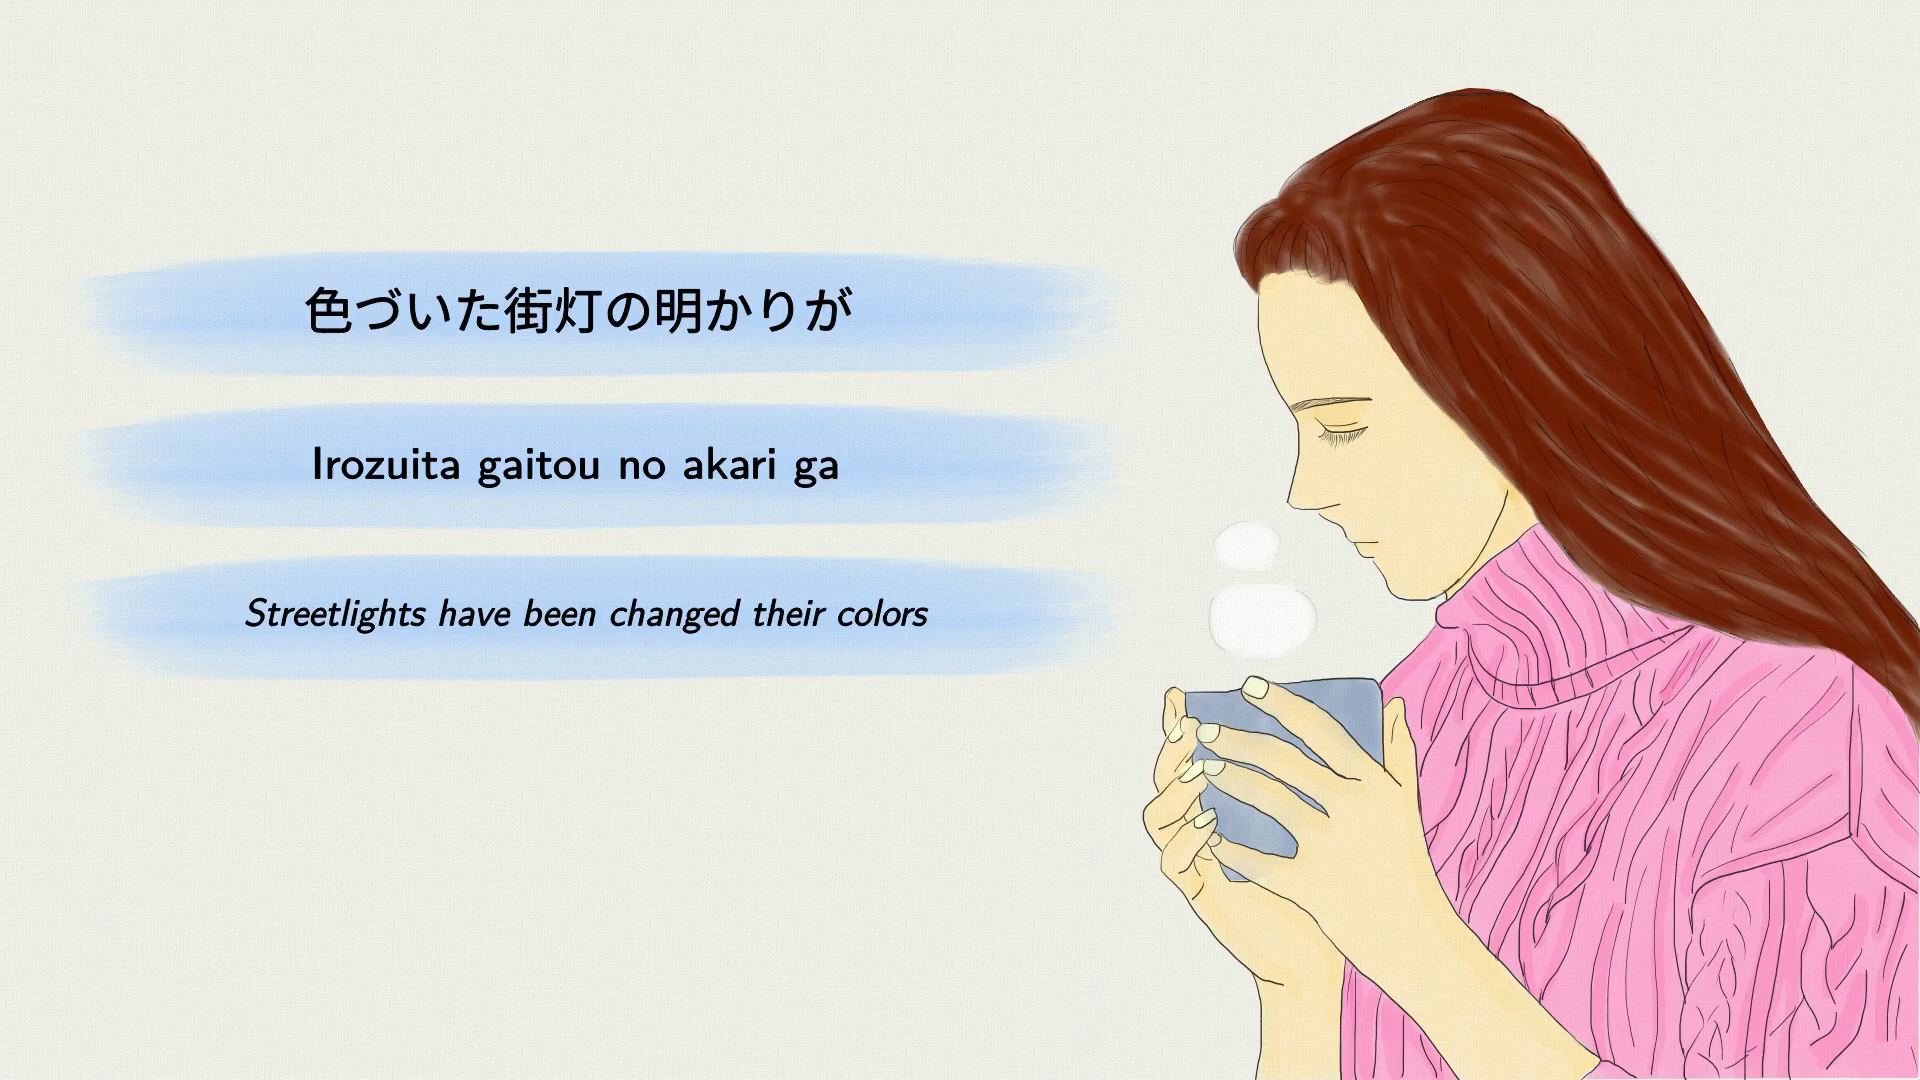 色づいた街灯の明かりが
Irozuita gaitou no akari ga
Streetlights have been changed their colors